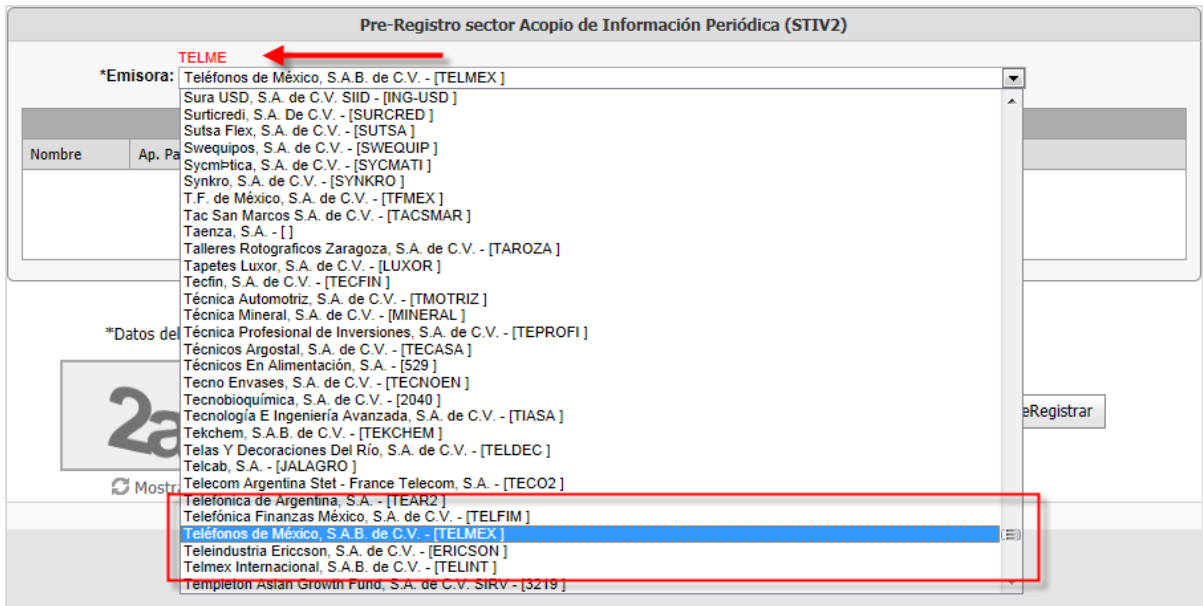 Pre-Registro sector Acopio de Información Periódica (STIV2)
TELME
*Emisora: Teléfonos de México, S.A.B. de C.V. - [TELMEX ]
Sura USD, S.A. de C.V. SIID - [ING-USD ]
Surticredi, S.A. De C.V. - [SURCRED ]
Sutsa Flex, S.A. de C.V. - [SUTSA ]
Swequipos, S.A. de C.V. - [SWEQUIP ]
Nombre Ap. Pa
SycmÞtica, S.A. de C.V. - [SYCMATI ]
Synkro, S.A. de C.V. - [SYNKRO ]
T.F. de México, S.A. de C.V. - [TFMEX ]
Tac San Marcos S.A. de C.V. - [TACSMAR ]
Taenza, S.A. - [ ]
Talleres Rotograficos Zaragoza, S.A. de C.V. - [TAROZA ]
Tapetes Luxor, S.A. de C.V. - [LUXOR ]
Tecfin, S.A. de C.V. - [TECFIN ]
Técnica Automotriz, S.A. de C.V. - [TMOTRIZ ]
Técnica Mineral, S.A. de C.V. - [MINERAL ]
*Datos del
Técnica Profesional de Inversiones, S.A. de C.V. - [TEPROFI ]
Técnicos Argostal, S.A. de C.V. - [TECASA ]
Técnicos En Alimentación, S.A. - [529 ]
Tecno Envases, S.A. de C.V. - [TECNOEN ]
Tecnobioquímica, S.A. de C.V. - [2040 ]
2a
Tecnología E Ingeniería Avanzada, S.A. de C.V. - [TIASA ]
eRegistrar
Tekchem, S.A.B. de C.V. - [TEKCHEM ]
Telas Y Decoraciones Del Río, S.A. de C.V. - [TELDEC ]
Telcab, S.A. - [JALAGRO ]
Mostra
Telecom Argentina Stet - France Telecom, S.A. - [TECO2 ]
Telefónica de Argentina, S.A. - [TEAR2 ]
Telefónica Finanzas México, S.A. de C.V. - [TELFIM ]
Teléfonos de México, S.A.B. de C.V. - [TELMEX ]
Teleindustria Ericcson, S.A. de C.V. - [ERICSON ]
Telmex Internacional, S.A.B. de C.V. - [TELINT ]
Templeton Asian Growth Fund, S.A. de C.V. SIRV - [3219 ]